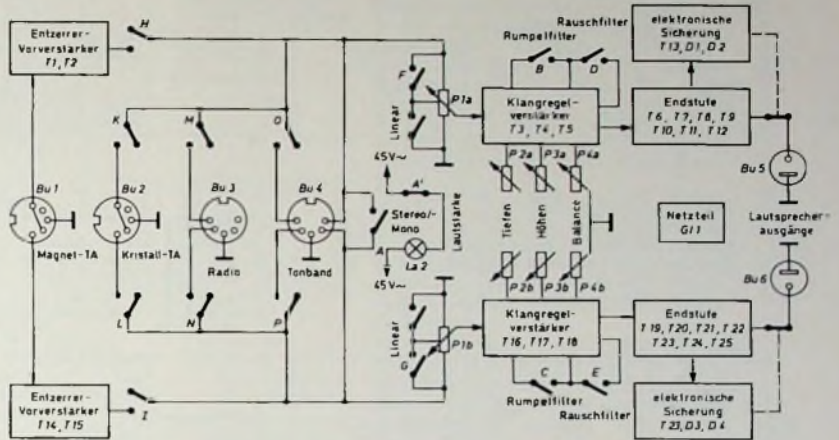 Entzerrer-
Vorverstärker
T1, T2
H
K
M
O
F
Linear
P1a
Rauschfilter
Rumpelfilter
B
D
Klangregel-
verstärker
T3, T4, T5
elektronische
Sicherung
T13, D1, D2
Endstufe
T6, T7, T8, T9
T10, T11, T12
Bu 1
Magnet-TA
Bu 2
Kristall-TA
Bu 3
Radio
Bu 4
Tonband
Stereo/-
Mono
45V~
A'
A
La 2
45V~
Lautstärke
P2a
P3a
P4a
Tiefen
Höhen
Balance
P2b
P3b
P4b
Netzteil
Gl1
Bu 5
Lautsprecher-
ausgänge
Bu 6
L
N
P
Linear
G
P1b
Klangregel-
verstärker
T16, T17, T18
C
E
Rumpelfilter
Rauschfilter
Endstufe
T19, T20, T21, T22
T23, T24, T25
elektronische
Sicherung
T23, D3, D4
Entzerrer-
Vorverstärker
T14, T15
I